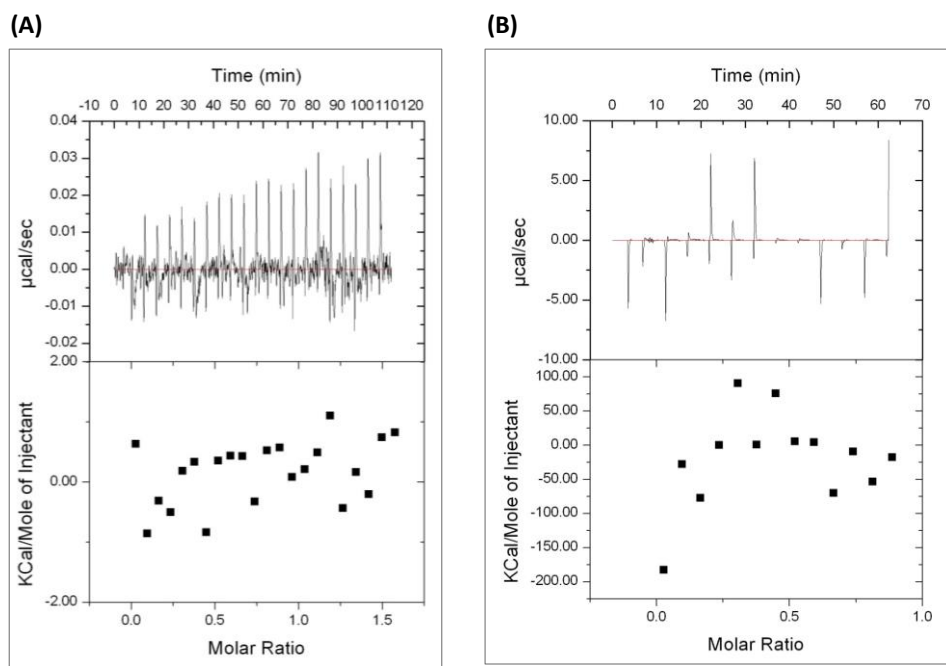 (A)
Time (min)
-10 0 10 20 30 40 50 60 70 80 90 100 110 120
0.04
0.03
0.02
0.01
0.00
-0.01
-0.02
µcal/sec
2.00
0.00
-2.00
KCal/Mole of Injectant
0.0 0.5 1.0 1.5
Molar Ratio
(B)
Time (min)
0 10 20 30 40 50 60 70
10.00
5.00
0.00
-5.00
-10.00
µcal/sec
100.00
50.00
0.00
-50.00
-100.00
-150.00
-200.00
KCal/Mole of Injectant
0.0 0.5 1.0
Molar Ratio